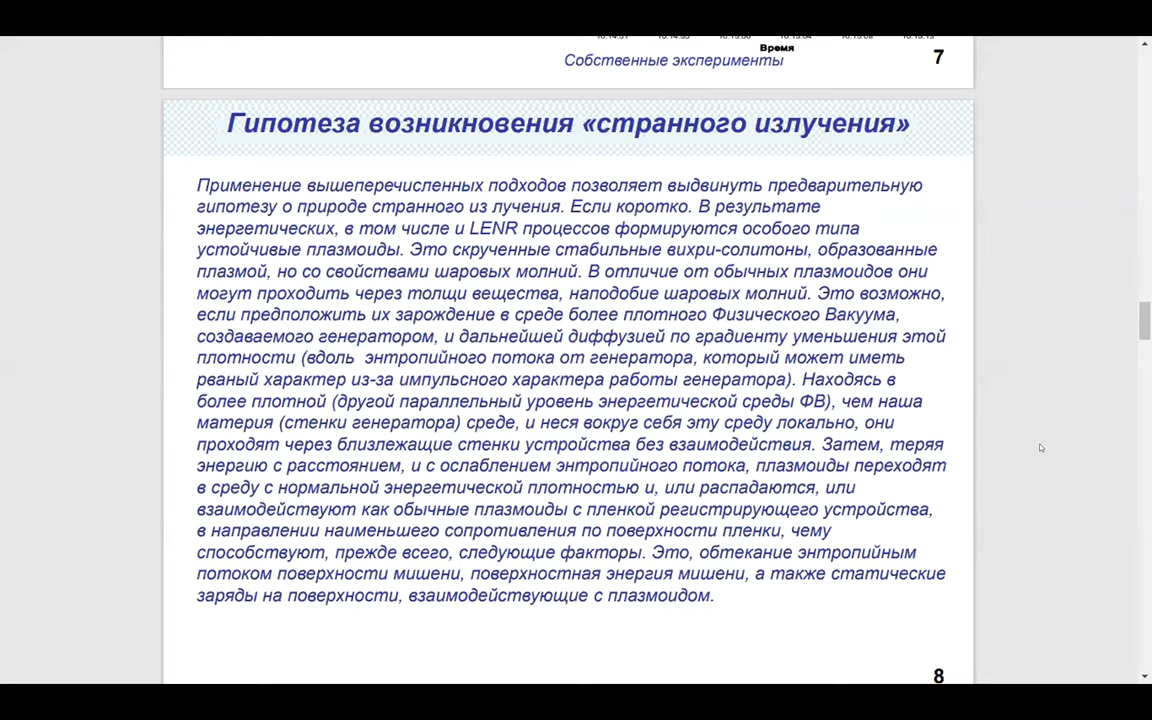 Время
Собственные эксперименты
7
Гипотеза возникновения «странного излучения»
Применение вышеперечисленных подходов позволяет выдвинуть предварительную
гипотезу о природе странного из лучения. Если коротко. В результате
энергетических, в том числе и LENR процессов формируются особого типа
устойчивые плазмоиды. Это скрученные стабильные вихри-солитоны, образованные
плазмой, но со свойствами шаровых молний. В отличие от обычных плазмоидов они
могут проходить через толщи вещества, наподобие шаровых молний. Это возможно,
если предположить их зарождение в среде более плотного Физического Вакуума,
создаваемого генератором, и дальнейшей диффузией по градиенту уменьшения этой
плотности (вдоль энтропийного потока от генератора, который может иметь
рваный характер из-за импульсного характера работы генератора). Находясь в
более плотной (другой параллельный уровень энергетической среды ФВ), чем наша
материя (стенки генератора) среде, и неся вокруг себя эту среду локально, они
проходят через близлежащие стенки устройства без взаимодействия. Затем, теряя
энергию с расстоянием, и с ослаблением энтропийного потока, плазмоиды переходят
в среду с нормальной энергетической плотностью и, или распадаются, или
взаимодействуют как обычные плазмоиды с пленкой регистрирующего устройства,
в направлении наименьшего сопротивления по поверхности пленки, чему
способствуют, прежде всего, следующие факторы. Это, обтекание энтропийным
потоком поверхности мишени, поверхностная энергия мишени, а также статические
заряды на поверхности, взаимодействующие с плазмоидом.
8